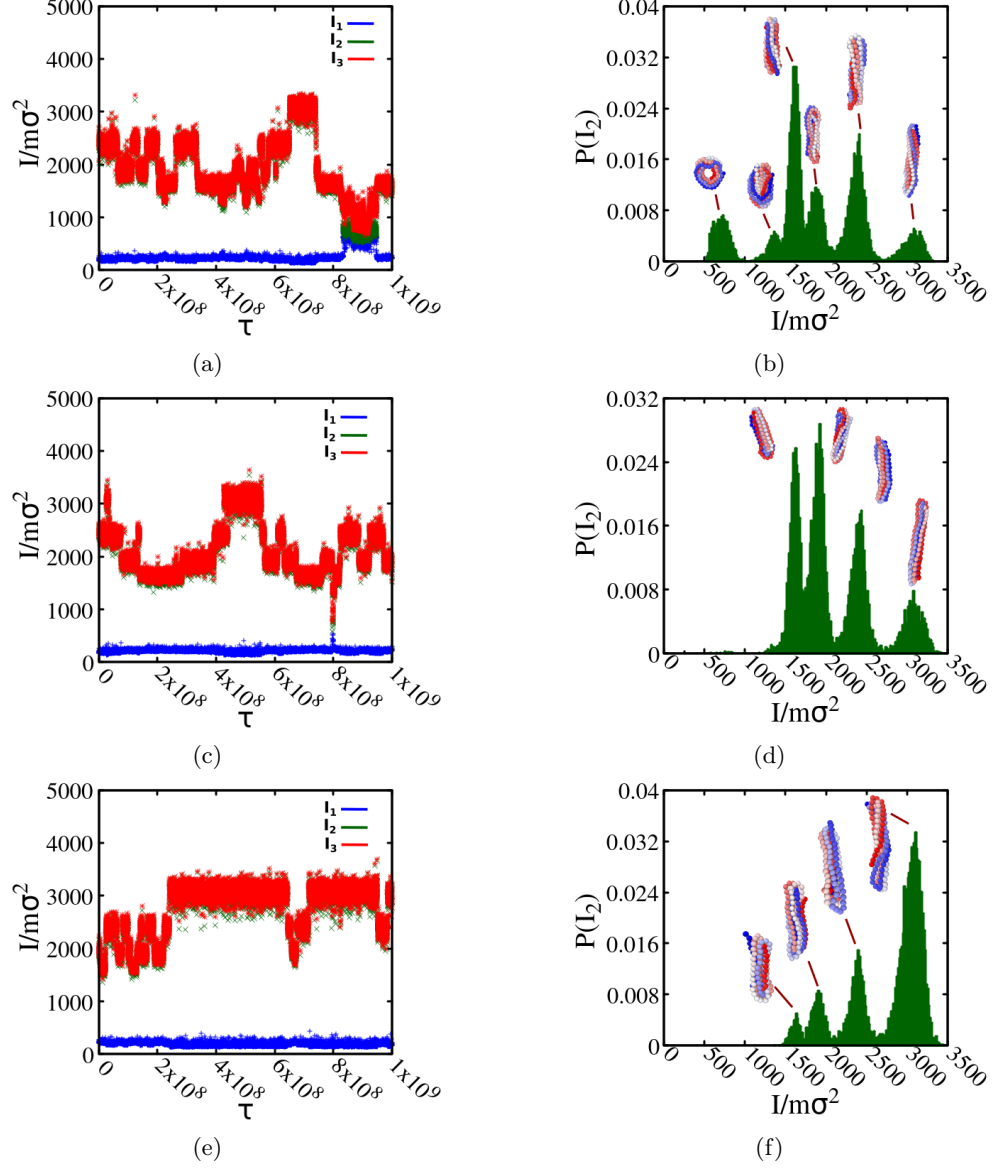 5000
4000
3000
2000
1000
0
I/mσ²
I₁
I₂
I₃
0
2x10⁸
4x10⁸
6x10⁸
8x10⁸
1x10⁹
τ
(a)
0.04
0.032
0.024
0.016
0.008
0
P(I₂)
0
500
1000
1500
2000
2500
3000
3500
I/mσ²
(b)
5000
4000
3000
2000
1000
0
I/mσ²
I₁
I₂
I₃
0
2x10⁸
4x10⁸
6x10⁸
8x10⁸
1x10⁹
τ
(c)
0.032
0.024
0.016
0.008
0
P(I₂)
0
500
1000
1500
2000
2500
3000
3500
I/mσ²
(d)
5000
4000
3000
2000
1000
0
I/mσ²
I₁
I₂
I₃
0
2x10⁸
4x10⁸
6x10⁸
8x10⁸
1x10⁹
τ
(e)
0.04
0.032
0.024
0.016
0.008
0
P(I₂)
0
500
1000
1500
2000
2500
3000
3500
I/mσ²
(f)